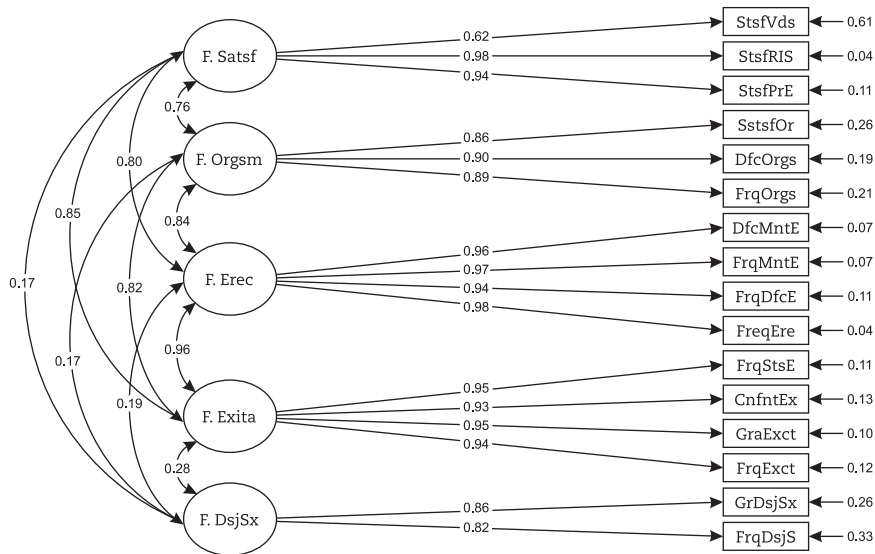 F. Satsf
F. Orgsm
F. Erec
F. Exita
F. DsjSx
0.76
0.80
0.85
0.17
0.84
0.82
0.17
0.96
0.19
0.28
0.62 StsfVds 0.61
0.98 StsfRIS 0.04
0.94 StsfPrE 0.11
0.86 SstsfOr 0.26
0.90 DfcOrgs 0.19
0.89 FrqOrgs 0.21
0.96 DfcMntE 0.07
0.97 FrqMntE 0.07
0.94 FrqDfcE 0.11
0.98 FreqEre 0.04
0.95 FrqStsE 0.11
0.93 CnfntEx 0.13
0.95 GraExct 0.10
0.94 FrqExct 0.12
0.86 GrDsjSx 0.26
0.82 FrqDsjS 0.33